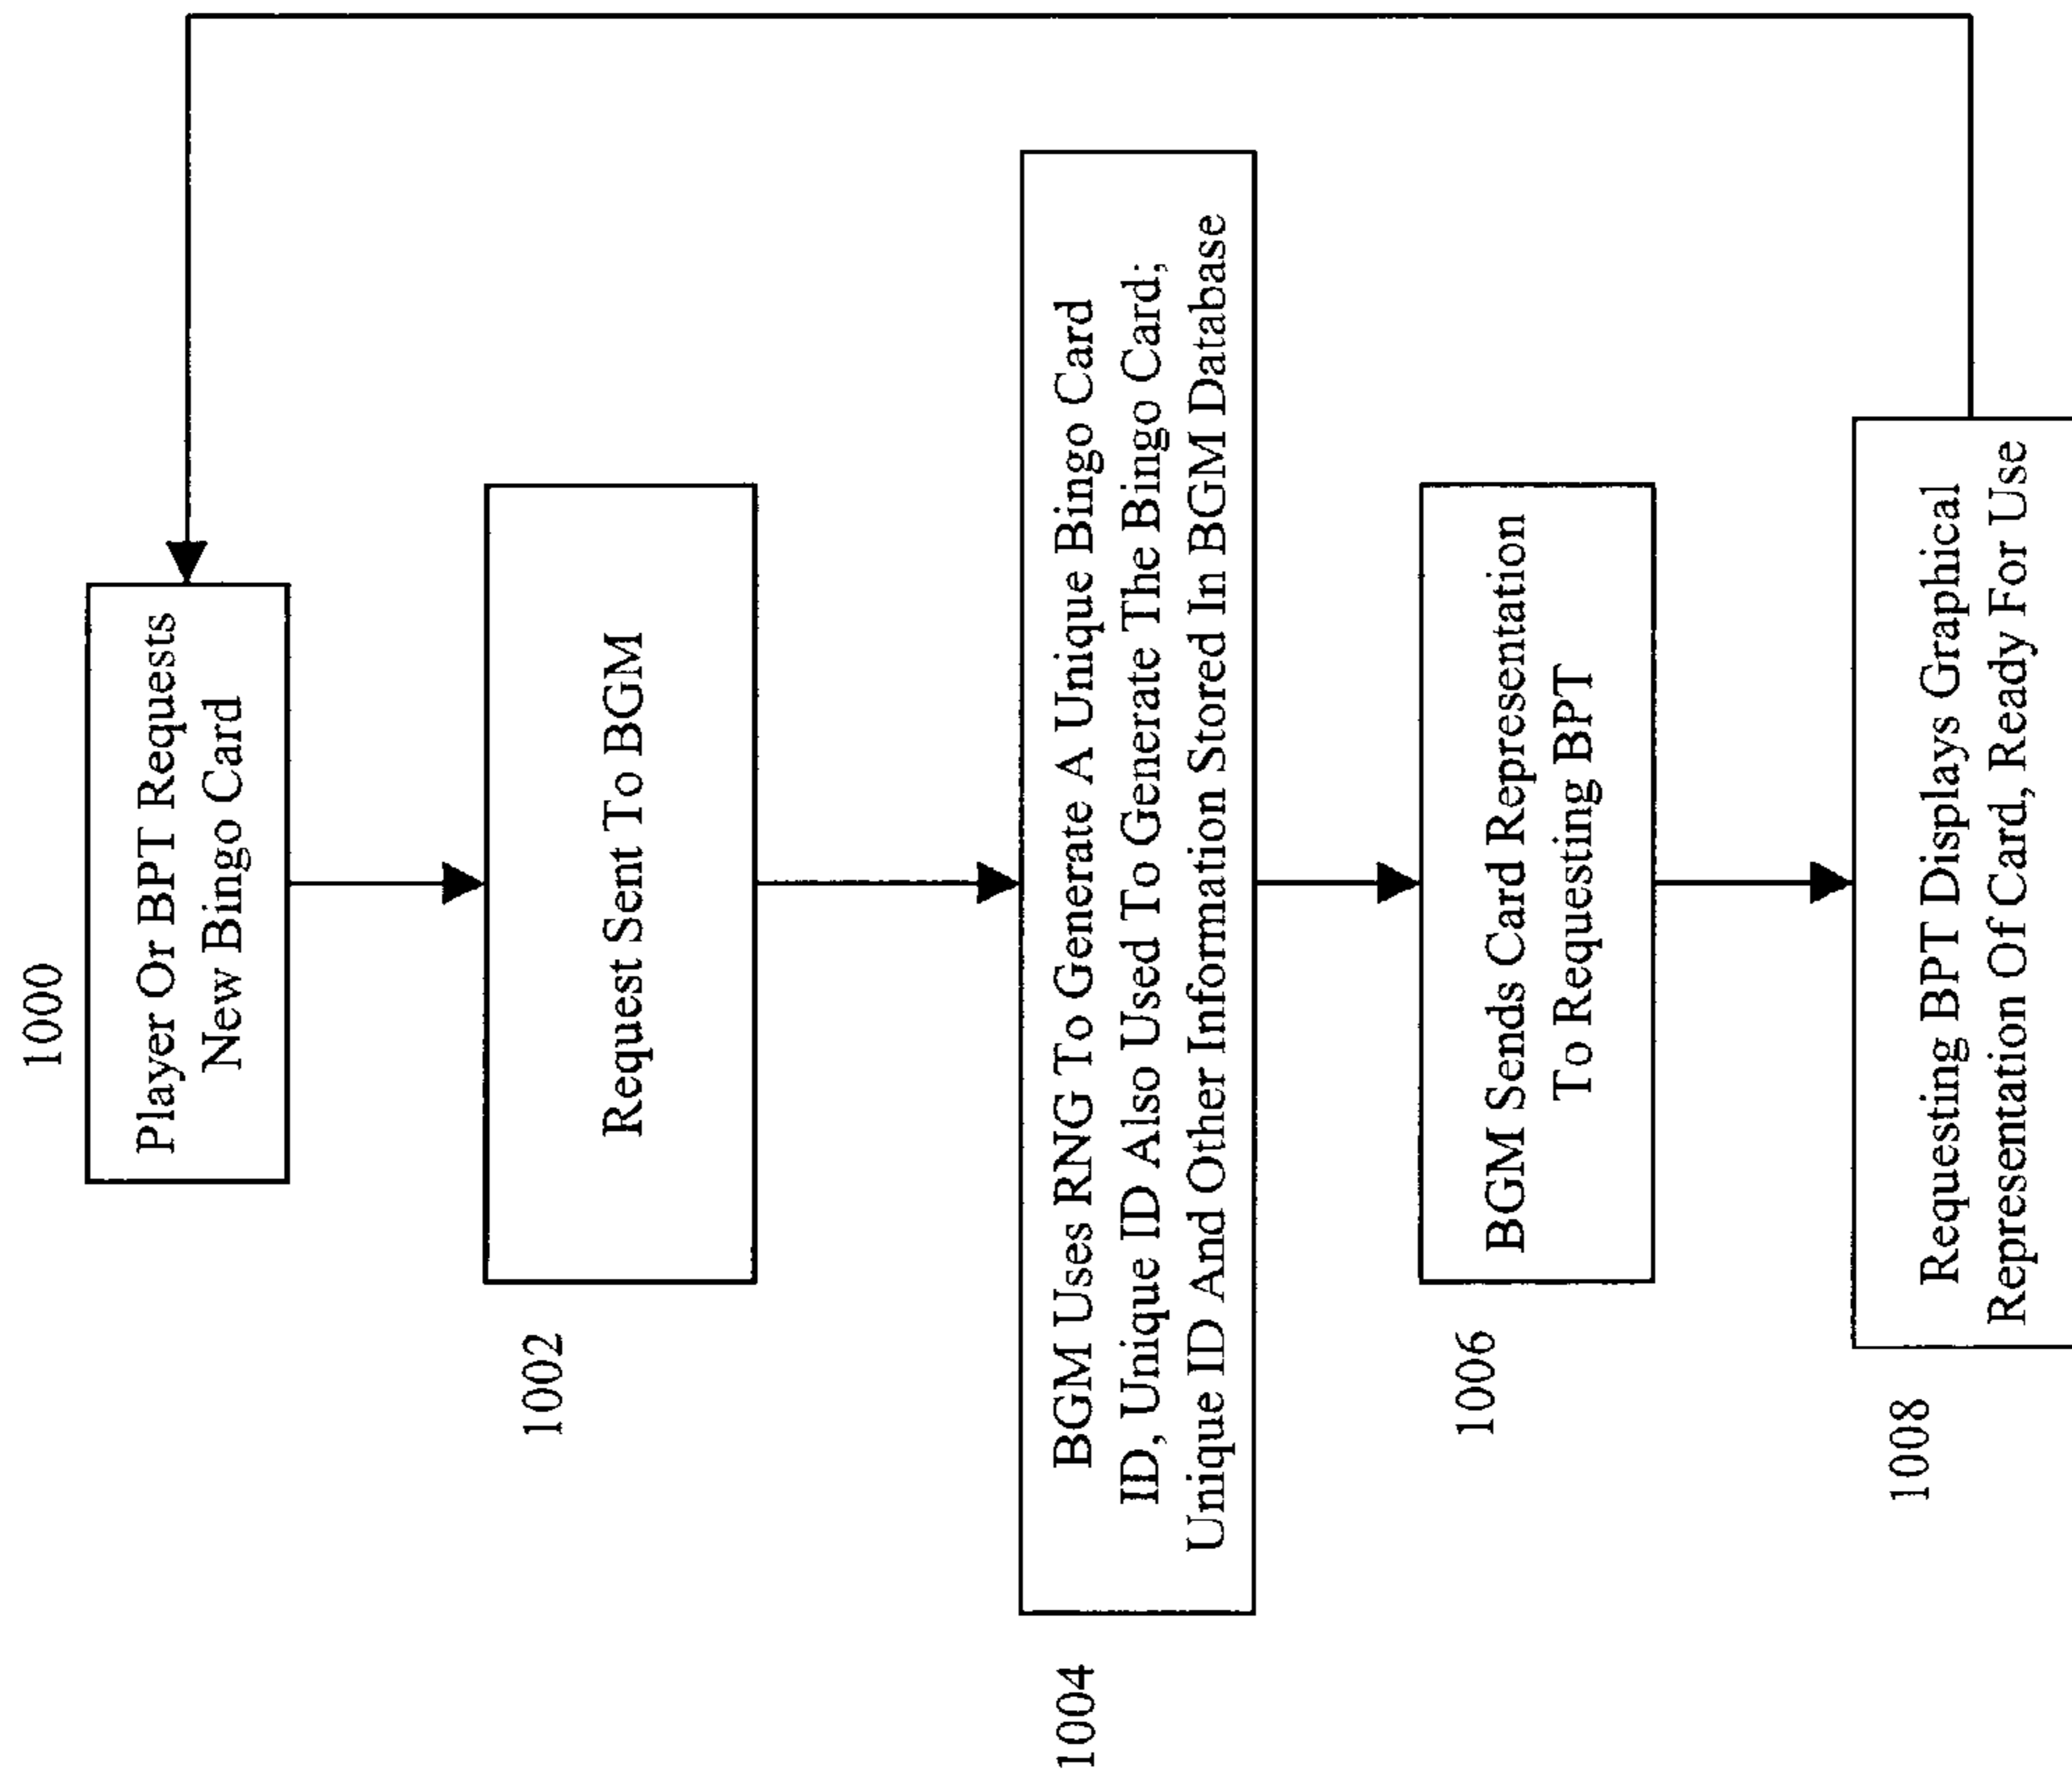 1000
Player Or BPT Requests
New Bingo Card
1002
Request Sent To BGM
1004
BGM Uses RNG To Generate A Unique Bingo Card
ID, Unique ID Also Used To Generate The Bingo Card;
Unique ID And Other Information Stored In BGM Database
1006
BGM Sends Card Representation
To Requesting BPT
1008
Requesting BPT Displays Graphical
Representation Of Card, Ready For Use